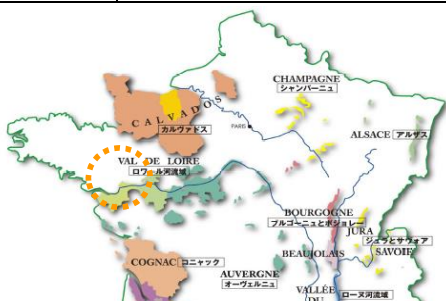 CHAMPAGNE
シャンパーニュ
CALVADOS
カルヴァドス
PARIS
ALSACE アルザス
VAL DE LOIRE
ロワール河流域
BOURGOGNE
ブルゴーニュとボジョレー
JURA
ジュラとサヴォア
SAVOIE
BEAUJOLAIS
COGNAC コニャック
AUVERGNE
オーヴェルニュ
VALLÉE
DU
ローヌ河流域